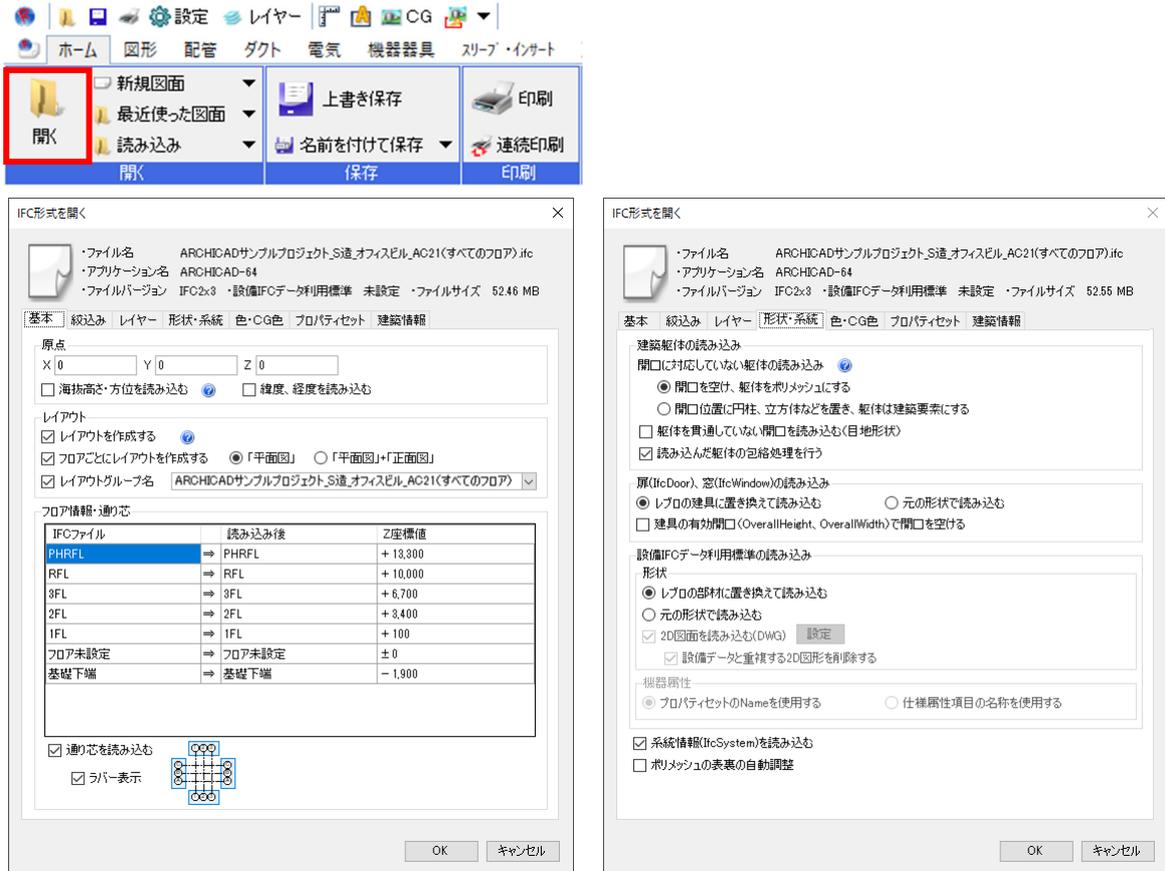 設定 レイヤー CG
ホーム 図形 配管 ダクト 電気 機器器具 スリーブ・インサート
開く
新規図面
最近使った図面
読み込み
開く
上書き保存
名前を付けて保存
保存
印刷
連続印刷
印刷
IFC形式を開く
・ファイル名 ARCHICADサンプルプロジェクト_S造_オフィスビル_AC21(すべてのフロア).ifc
・アプリケーション名 ARCHICAD-64
・ファイルバージョン IFC2x3 ・設備IFCデータ利用標準 未設定 ・ファイルサイズ 52.46 MB
基本 絞込み レイヤー 形状・系統 色・CG色 プロパティセット 建築情報
原点
X 0 Y 0 Z 0
海抜高さ・方位を読み込む 緯度、経度を読み込む
レイアウト
レイアウトを作成する
フロアごとにレイアウトを作成する 「平面図」 「平面図」+「正面図」
レイアウトグループ名 ARCHICADサンプルプロジェクト_S造_オフィスビル_AC21(すべてのフロア)
フロア情報・通り芯
IFCファイル 読み込み後 Z座標値
PHRFL ⇒ PHRFL + 13,300
RFL ⇒ RFL + 10,000
3FL ⇒ 3FL + 6,700
2FL ⇒ 2FL + 3,400
1FL ⇒ 1FL + 100
フロア未設定 ⇒ フロア未設定 ± 0
基礎下端 ⇒ 基礎下端 − 1,900
通り芯を読み込む
ラバー表示
OK キャンセル
IFC形式を開く
・ファイル名 ARCHICADサンプルプロジェクト_S造_オフィスビル_AC21(すべてのフロア).ifc
・アプリケーション名 ARCHICAD-64
・ファイルバージョン IFC2x3 ・設備IFCデータ利用標準 未設定 ・ファイルサイズ 52.55 MB
基本 絞込み レイヤー 形状・系統 色・CG色 プロパティセット 建築情報
建築躯体の読み込み
開口に対応していない躯体の読み込み
開口を空け、躯体をポリメッシュにする
開口位置に円柱、立方体などを置き、躯体は建築要素にする
躯体を貫通していない開口を読み込む(目地形状)
読み込んだ躯体の包絡処理を行う
扉(IfcDoor)、窓(IfcWindow)の読み込み
レブロの建具に置き換えて読み込む 元の形状で読み込む
建具の有効開口(OverallHeight、OverallWidth)で開口を空ける
設備IFCデータ利用標準の読み込み
形状
レブロの部材に置き換えて読み込む
元の形状で読み込む
2D図面を読み込む(DWG) 設定
設備データと重複する2D図形を削除する
機器属性
プロパティセットのNameを使用する 仕様属性項目の名称を使用する
系統情報(IfcSystem)を読み込む
ポリメッシュの表裏の自動調整
OK キャンセル